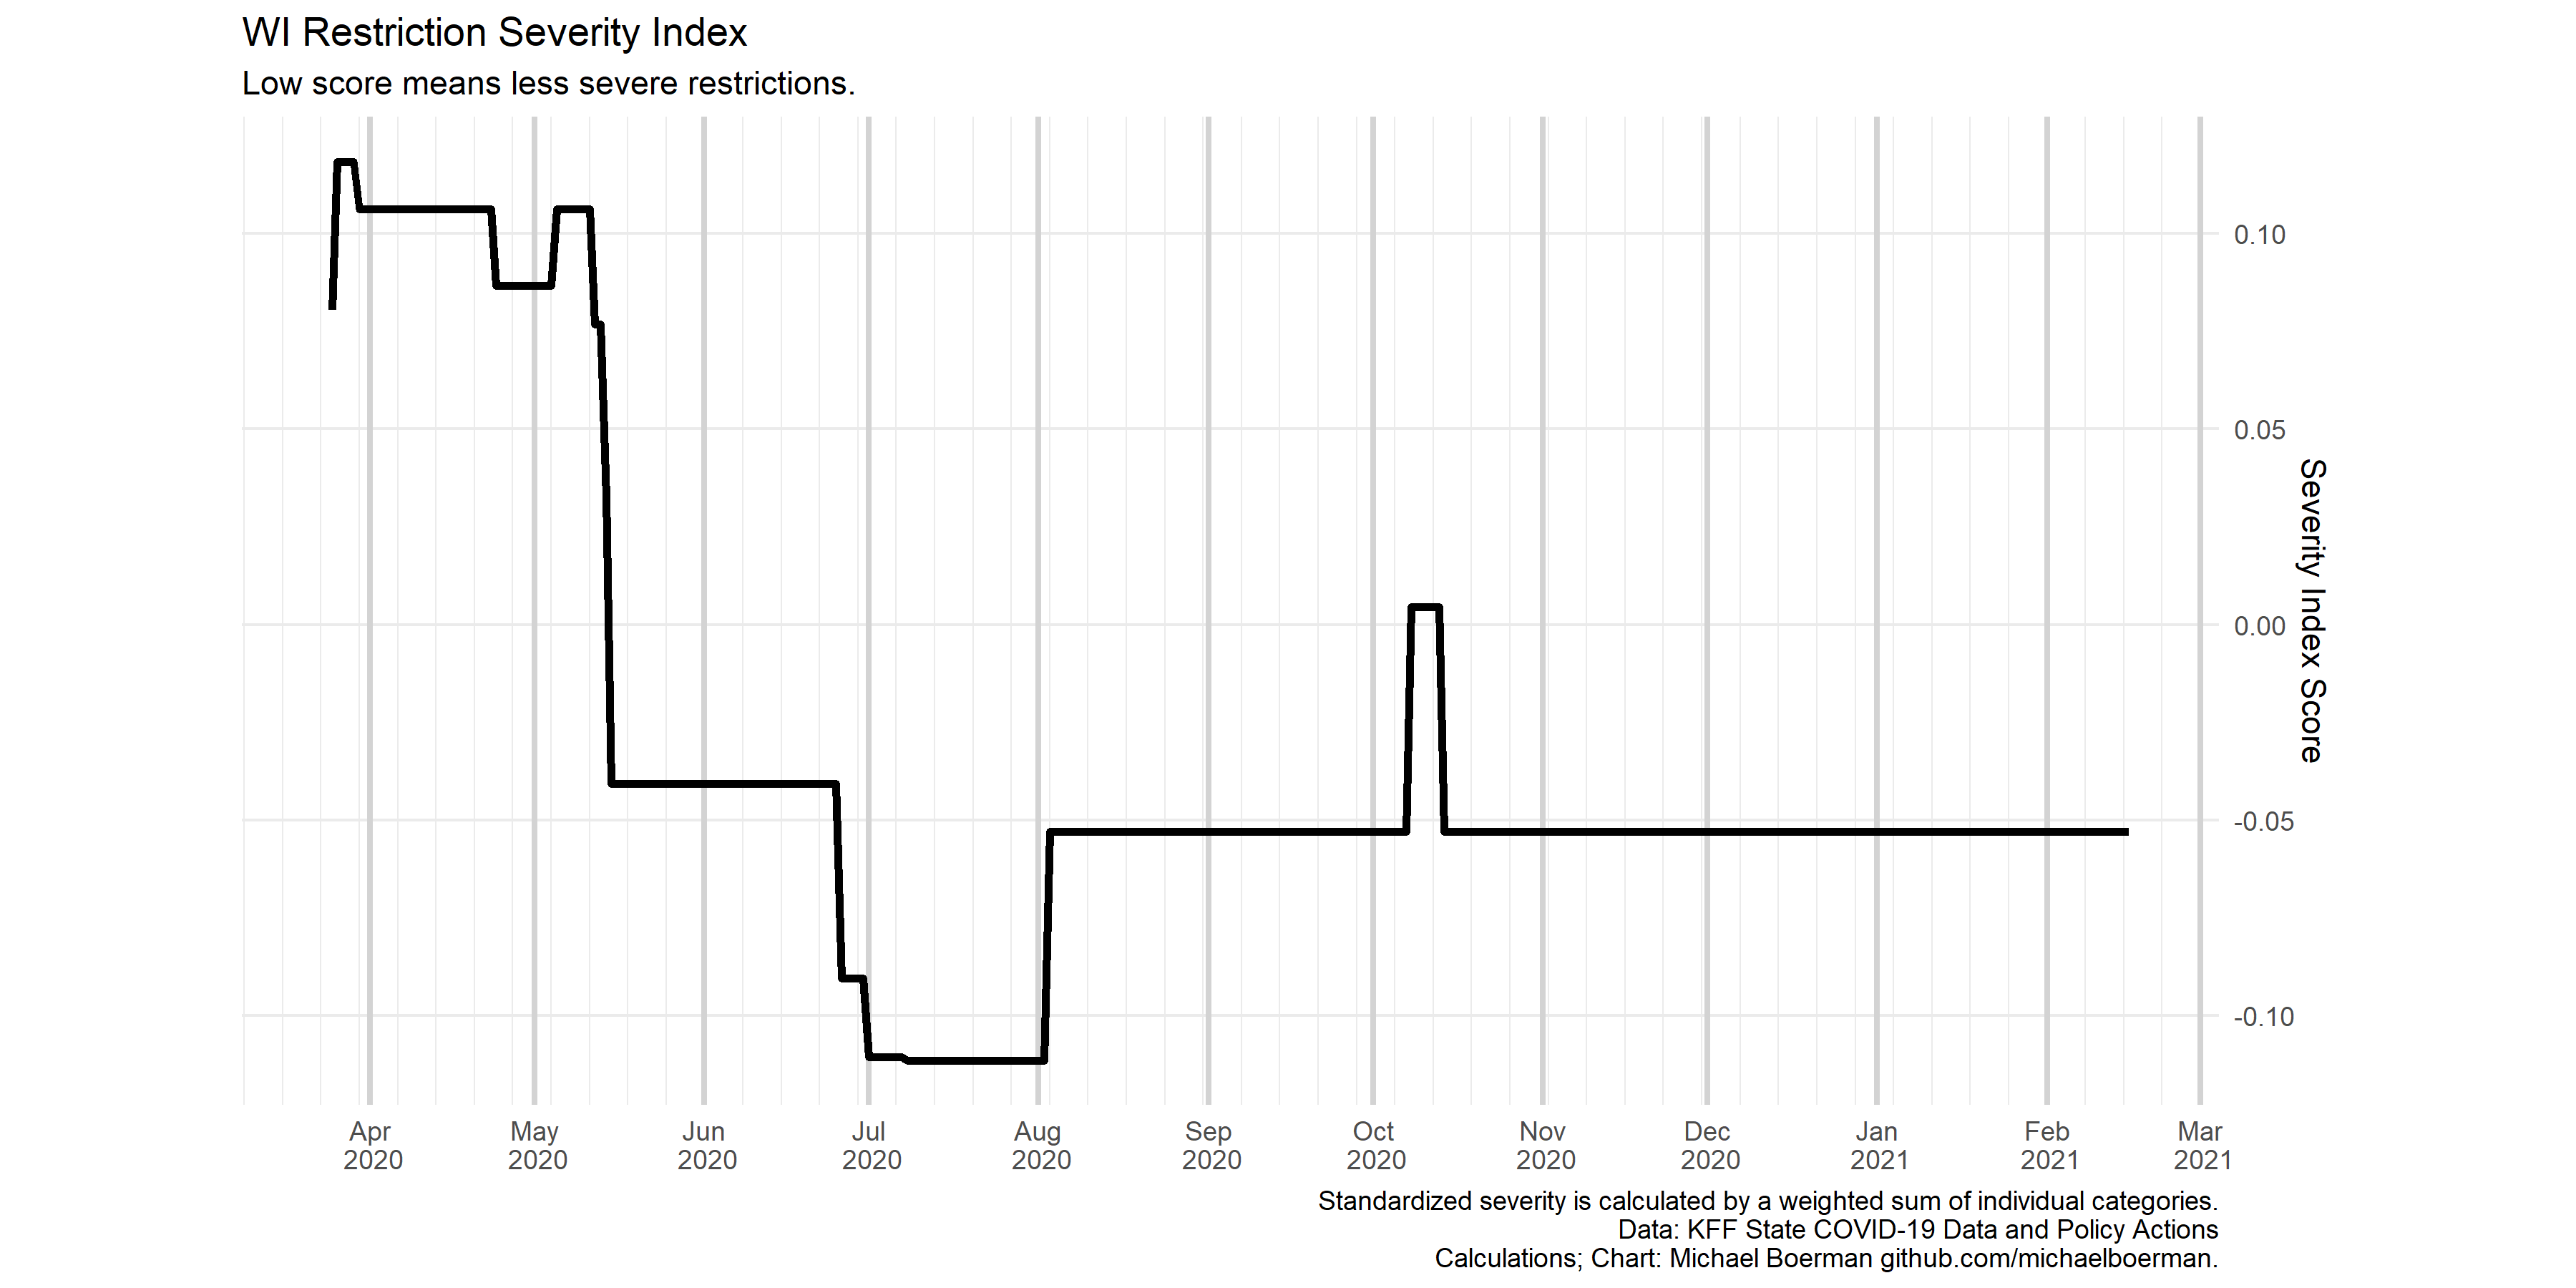 WI Restriction Severity Index
Low score means less severe restrictions.
0.10
0.05
0.00
-0.05
-0.10
Severity Index Score
Apr
2020
May
2020
Jun
2020
Jul
2020
Aug
2020
Sep
2020
Oct
2020
Nov
2020
Dec
2020
Jan
2021
Feb
2021
Mar
2021
Standardized severity is calculated by a weighted sum of individual categories.
Data: KFF State COVID-19 Data and Policy Actions
Calculations; Chart: Michael Boerman github.com/michaelboerman.